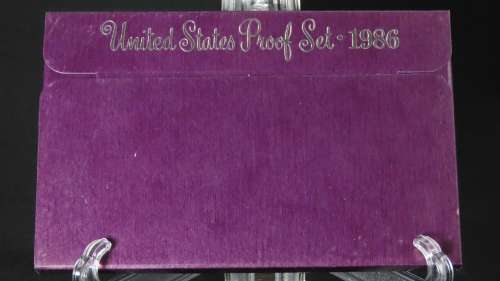 United States Proof Set - 1986